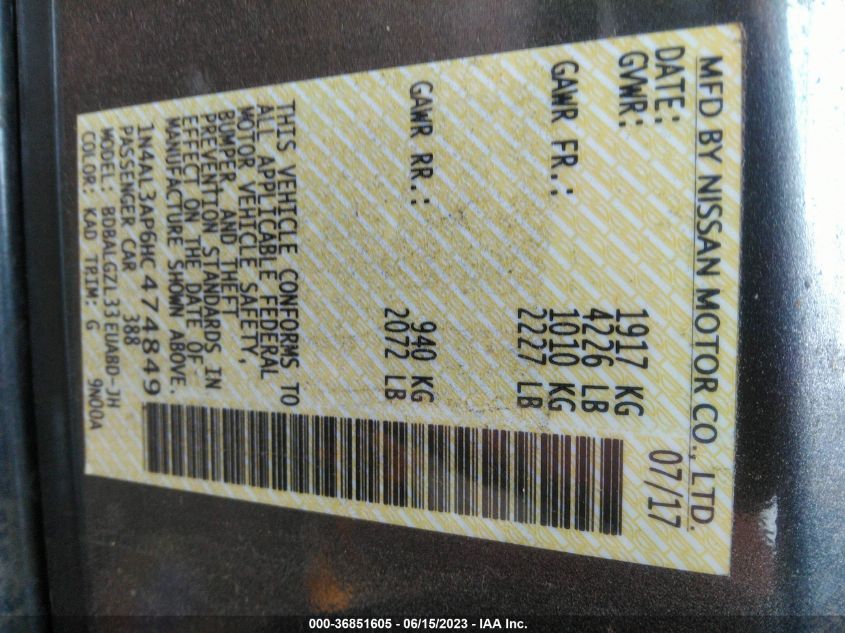 MFD BY NISSAN MOTOR CO., LTD.
DATE: 07/17
GVWR: 1917 KG
4226 LB
GAWR FR.: 1010 KG
2227 LB
GAWR RR.: 940 KG
2072 LB
THIS VEHICLE CONFORMS TO
ALL APPLICABLE FEDERAL
MOTOR VEHICLE SAFETY,
BUMPER, AND THEFT
PREVENTION STANDARDS IN
EFFECT ON THE DATE OF
MANUFACTURE SHOWN ABOVE.
1N4AL3AP6HC474849
PASSENGER CAR 388
MODEL: BDBALGZL33EUABD-JH
COLOR: KAD TRIM: G 9N00A
000-36851605 - 06/15/2023 - IAA Inc.